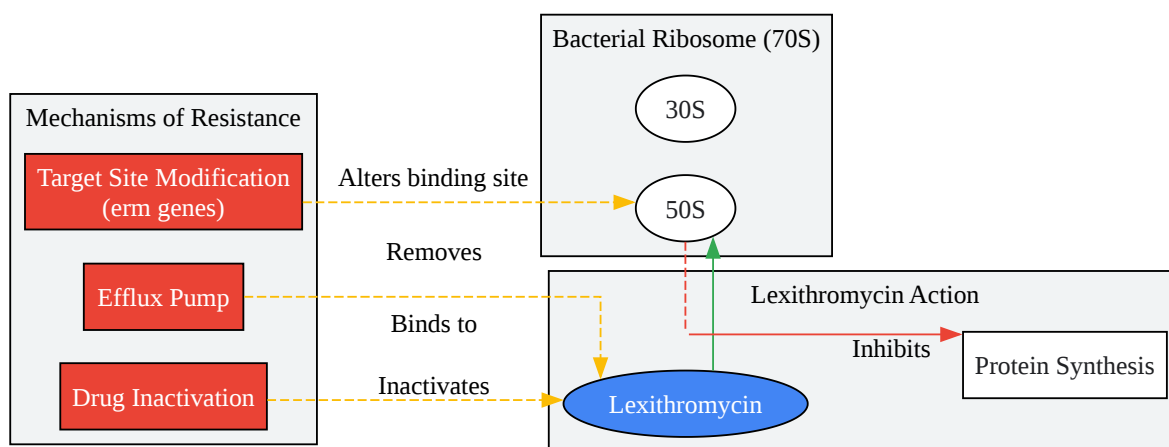 Bacterial Ribosome (70S)
30S
50S
Mechanisms of Resistance
Target Site Modification
(erm genes)
Efflux Pump
Drug Inactivation
Alters binding site
Removes
Binds to
Inactivates
Lexithromycin Action
Inhibits
Protein Synthesis
Lexithromycin